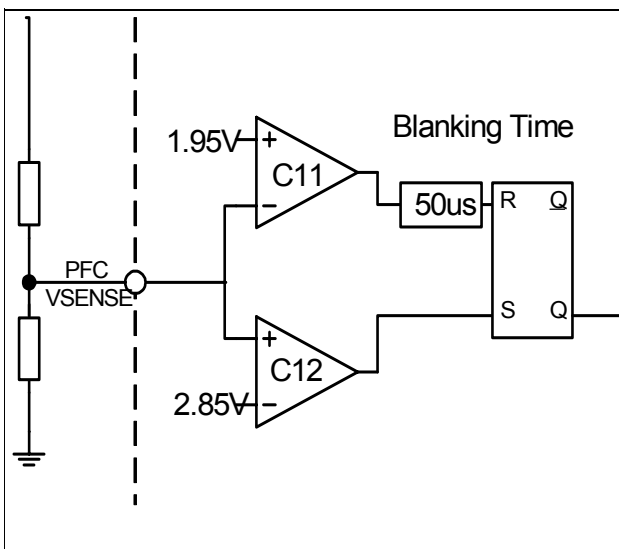 Blanking Time
1.95V
+
C11
−
50us
R Q
PFC
VSENSE
S Q
+
C12
2.85V
−